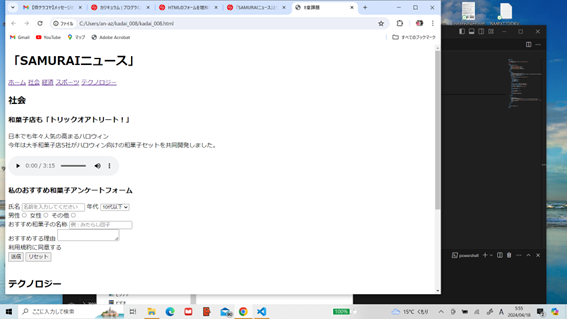 【侍テラコヤ】メッセージ
カリキュラム | プログラミ
HTMLのフォームを理解
「SAMURAIニュース」
8章課題
ファイル
C:/Users/an-az/kadai_008/kadai_008.html
Gmail YouTube マップ Adobe Acrobat
すべてのブックマーク
「SAMURAIニュース」
ホーム 社会 経済 スポーツ テクノロジー
社会
和菓子店も「トリックオアトリート！」
日本でも年々人気の高まるハロウィン
今年は大手和菓子店5社がハロウィン向けの和菓子セットを共同開発しました。
0:00 / 3:15
私のおすすめ和菓子アンケートフォーム
氏名 名前を入力してください 年代 10代以下
男性 女性 その他
おすすめ和菓子の名称 例：みたらし団子
おすすめする理由
利用規約に同意する
送信 リセット
テクノロジー
powershell
ここに入力して検索
100%
15°C くもり
A
5:55
2024/06/18